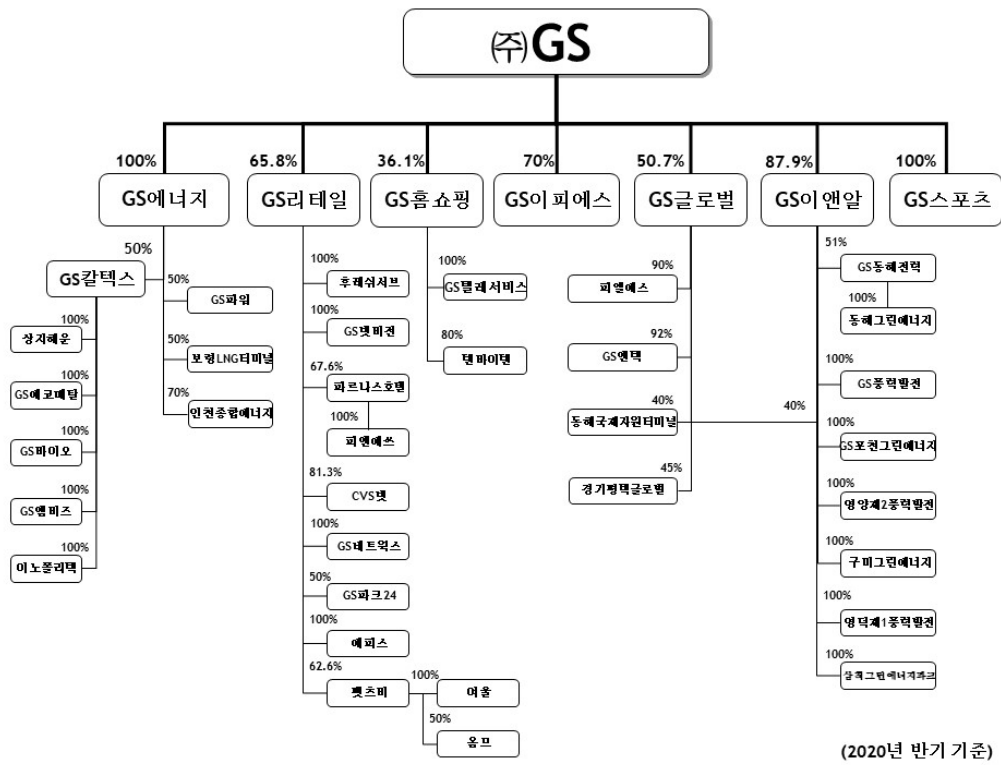 ㈜GS
100%
GS에너지
65.8%
GS리테일
36.1%
GS홈쇼핑
70%
GS이피에스
50.7%
GS글로벌
87.9%
GS이앤알
100%
GS스포츠
50%
GS칼텍스
100%
상지해운
100%
GS에코메탈
100%
GS바이오
100%
GS엠비즈
100%
이노폴리텍
50%
GS파워
50%
보령LNG터미널
70%
인천종합에너지
100%
후레쉬서브
100%
GS넷비전
67.6%
파르나스호텔
100%
피앤에쓰
81.3%
CVS넷
100%
GS네트웍스
50%
GS파크24
100%
에피스
62.6%
펫츠비
100%
여울
50%
옴므
100%
GS텔레서비스
80%
텐바이텐
90%
피엘에스
92%
GS엔텍
40%
동해국제자원터미널
40%
45%
경기평택글로벌
51%
GS동해전력
100%
동해그린에너지
100%
GS풍력발전
100%
GS포천그린에너지
100%
영양제2풍력발전
100%
구미그린에너지
100%
영덕제1풍력발전
100%
삼척그린에너지파크
(2020년 반기 기준)